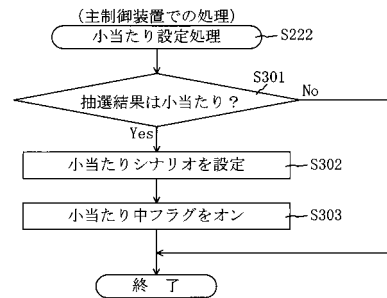 (主制御装置での処理)
小当たり設定処理
S222
S301
抽選結果は小当たり?
No
Yes
小当たりシナリオを設定
S302
小当たり中フラグをオン
S303
終 了